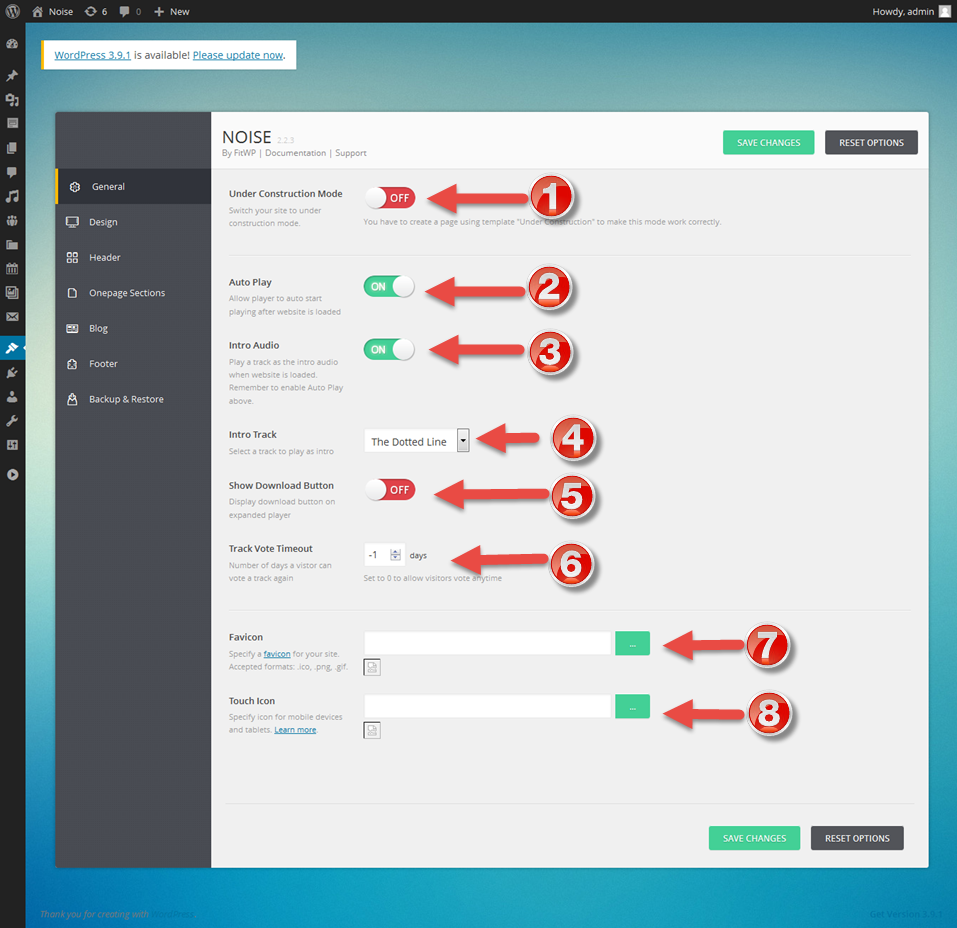 Noise 6 0 New
Howdy, admin
WordPress 3.9.1 is available! Please update now.
NOISE 2.2.3
By FitWP | Documentation | Support
SAVE CHANGES
RESET OPTIONS
General
Design
Header
Onepage Sections
Blog
Footer
Backup & Restore
Under Construction Mode
Switch your site to under
construction mode.
OFF
1
You have to create a page using template "Under Construction" to make this mode work correctly.
Auto Play
Allow player to auto start
playing after website is loaded
ON
2
Intro Audio
Play a track as the intro audio
when website is loaded.
Remember to enable Auto Play
above.
ON
3
Intro Track
Select a track to play as intro
The Dotted Line
4
Show Download Button
Display download button on
expanded player
OFF
5
Track Vote Timeout
Number of days a vistor can
vote a track again
-1 days
6
Set to 0 to allow visitors vote anytime
Favicon
Specify a favicon for your site.
Accepted formats: .ico, .png, .gif.
...
7
Touch Icon
Specify icon for mobile devices
and tablets. Learn more.
...
8
SAVE CHANGES
RESET OPTIONS
Thank you for creating with WordPress
Get Version 3.9.1